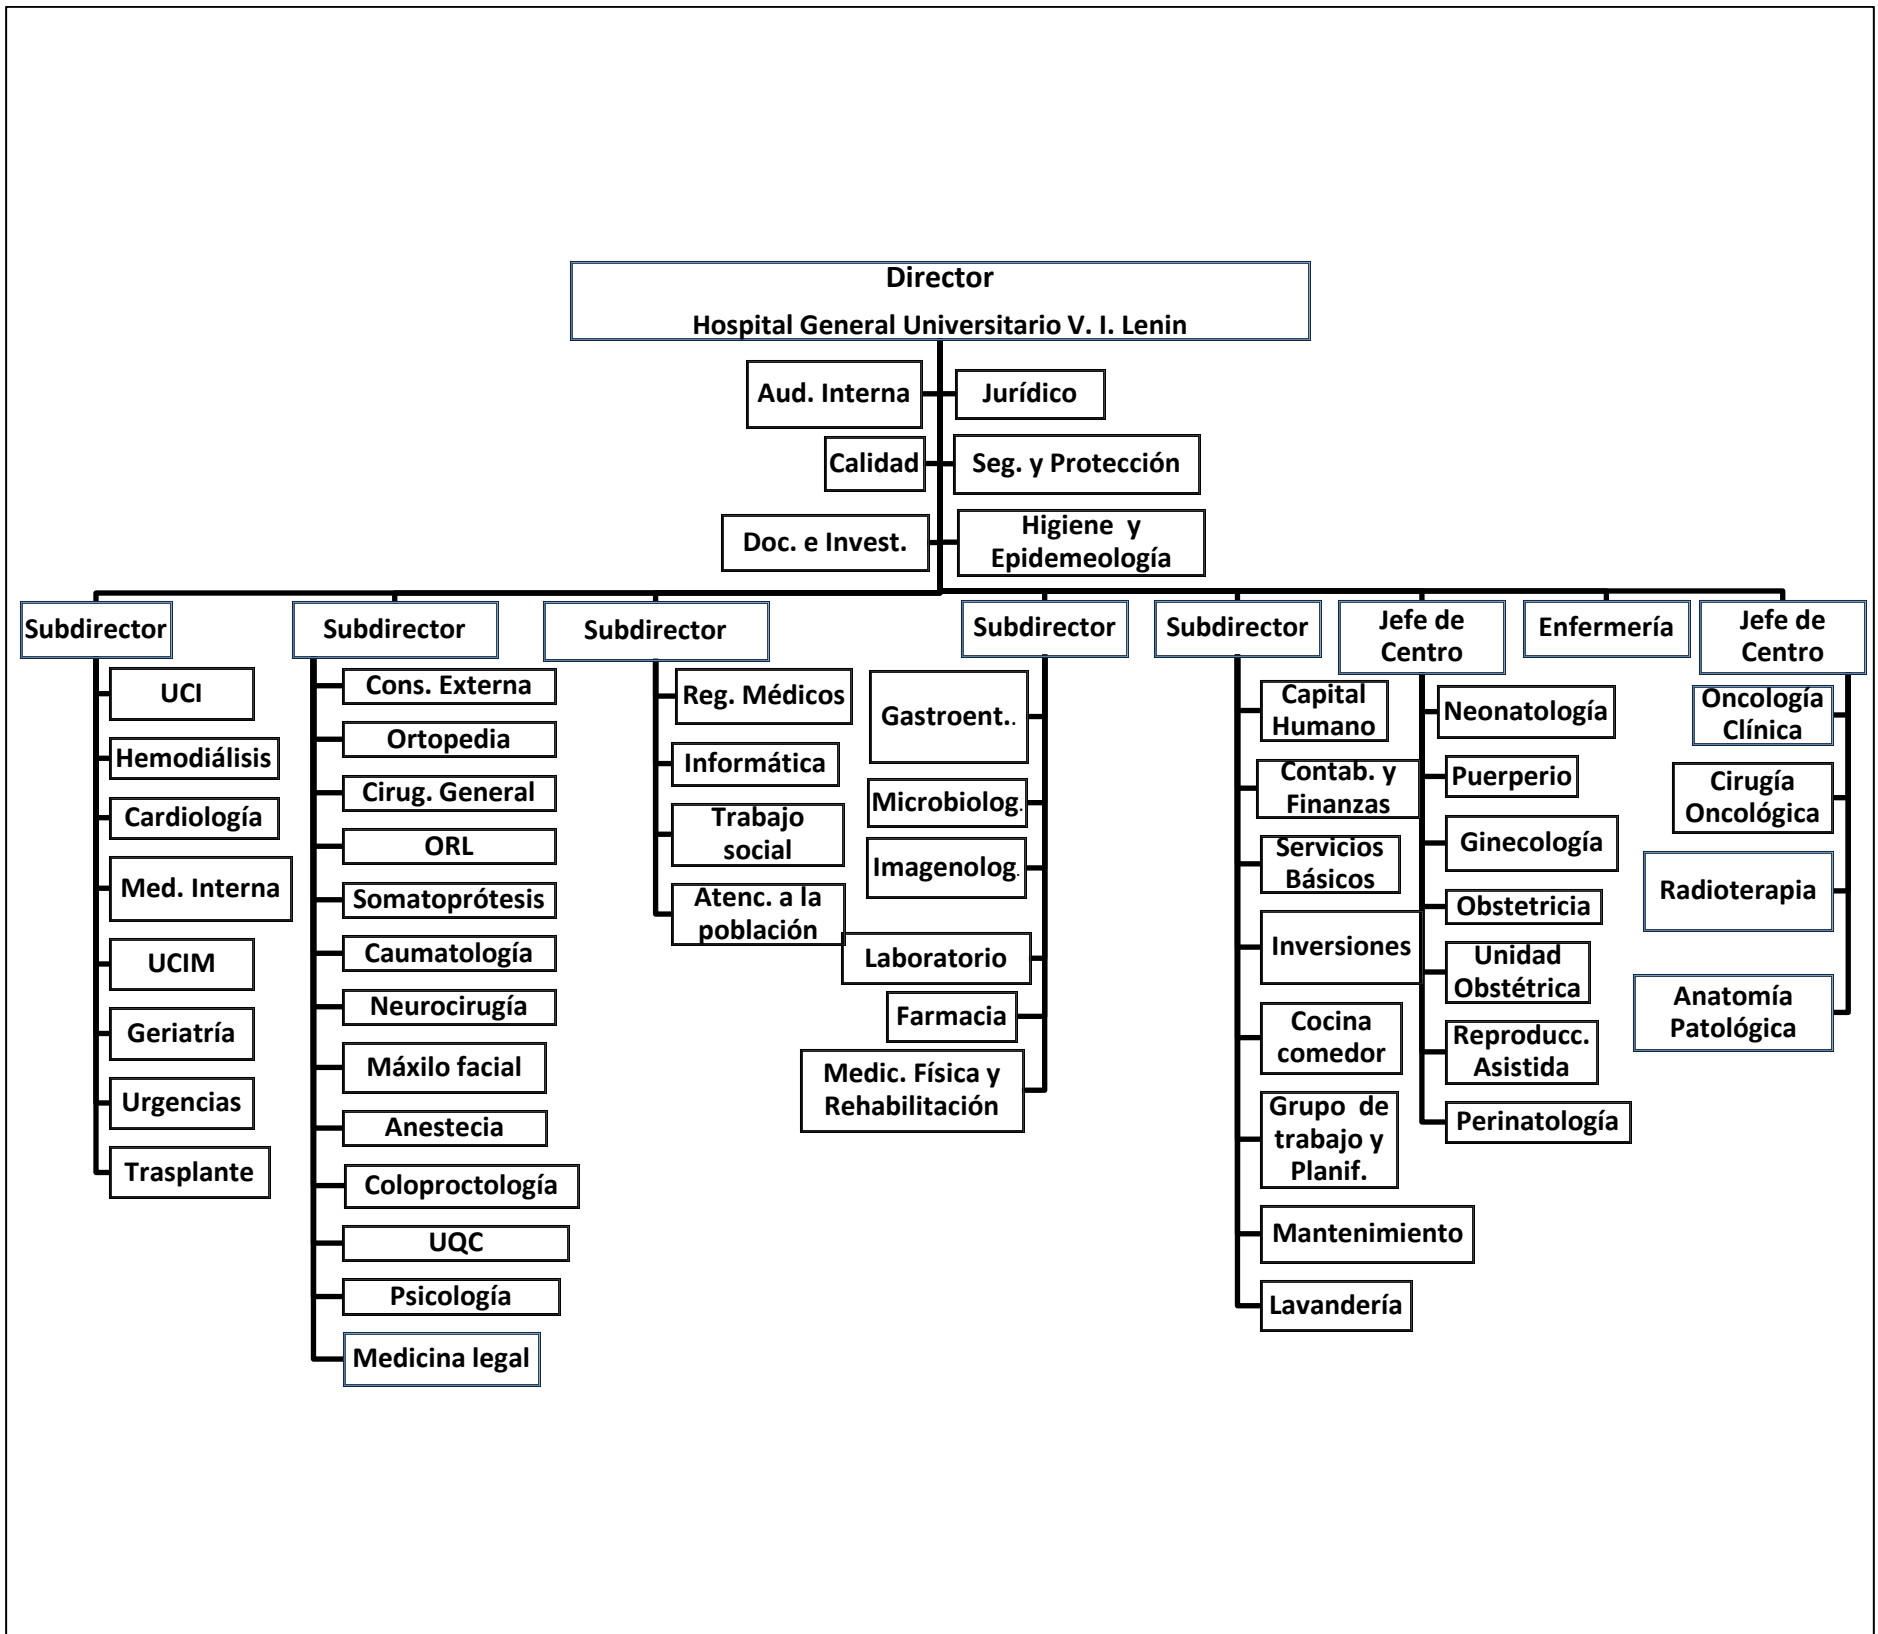 Director
Hospital General Universitario V. I. Lenin
Aud. Interna
Jurídico
Calidad
Seg. y Protección
Doc. e Invest.
Higiene y
Epidemeología
Subdirector
UCI
Hemodiálisis
Cardiología
Med. Interna
UCIM
Geriatría
Urgencias
Trasplante
Subdirector
Cons. Externa
Ortopedia
Cirug. General
ORL
Somatoprótesis
Caumatología
Neurocirugía
Máxilo facial
Anestecia
Coloproctología
UQC
Psicología
Medicina legal
Subdirector
Reg. Médicos
Informática
Trabajo
social
Atenc. a la
población
Subdirector
Gastroent..
Microbiolog.
Imagenolog.
Laboratorio
Farmacia
Medic. Física y
Rehabilitación
Subdirector
Capital
Humano
Contab. y
Finanzas
Servicios
Básicos
Inversiones
Cocina
comedor
Grupo de
trabajo y
Planif.
Mantenimiento
Lavandería
Jefe de
Centro
Neonatología
Puerperio
Ginecología
Obstetricia
Unidad
Obstétrica
Reproducc.
Asistida
Perinatología
Enfermería
Jefe de
Centro
Oncología
Clínica
Cirugía
Oncológica
Radioterapia
Anatomía
Patológica